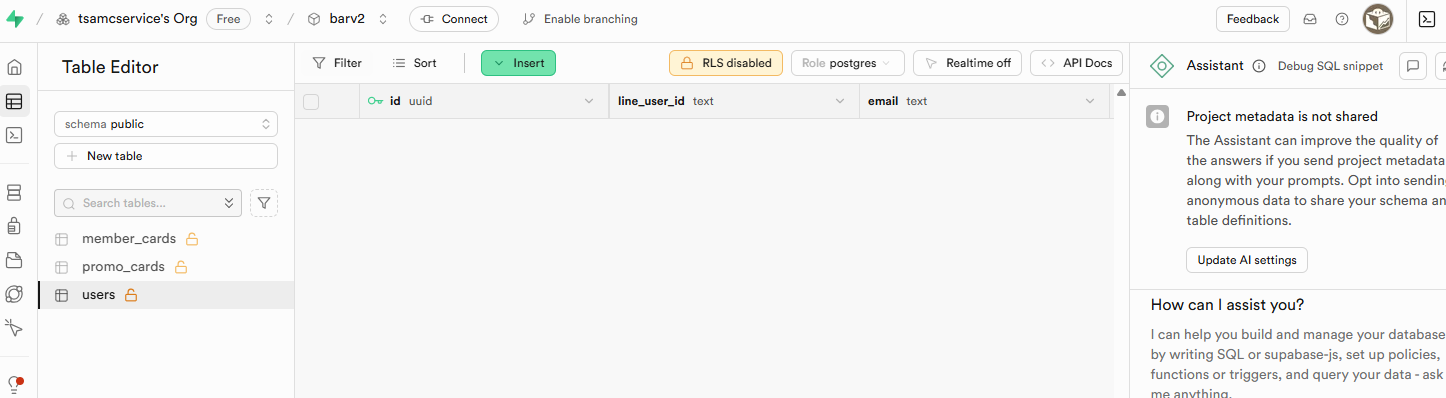 / tsamcservice's Org Free / barv2 Connect Enable branching Feedback
Table Editor
schema public
New table
Search tables...
member_cards
promo_cards
users
Filter Sort Insert RLS disabled Role postgres Realtime off API Docs
id uuid line_user_id text email text
Assistant Debug SQL snippet
Project metadata is not shared
The Assistant can improve the quality of
the answers if you send project metadata
along with your prompts. Opt into sending
anonymous data to share your schema an
table definitions.
Update AI settings
How can I assist you?
I can help you build and manage your database
by writing SQL or supabase-js, set up policies,
functions or triggers, and query your data - ask
me anything.